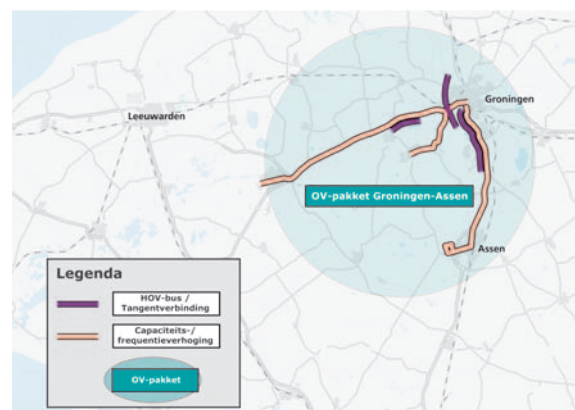 Leeuwarden
Groningen
OV-pakket Groningen-Assen
Assen
Legenda
HOV-bus /
Tangentverbinding
Capaciteits-/
frequentieverhoging
OV-pakket